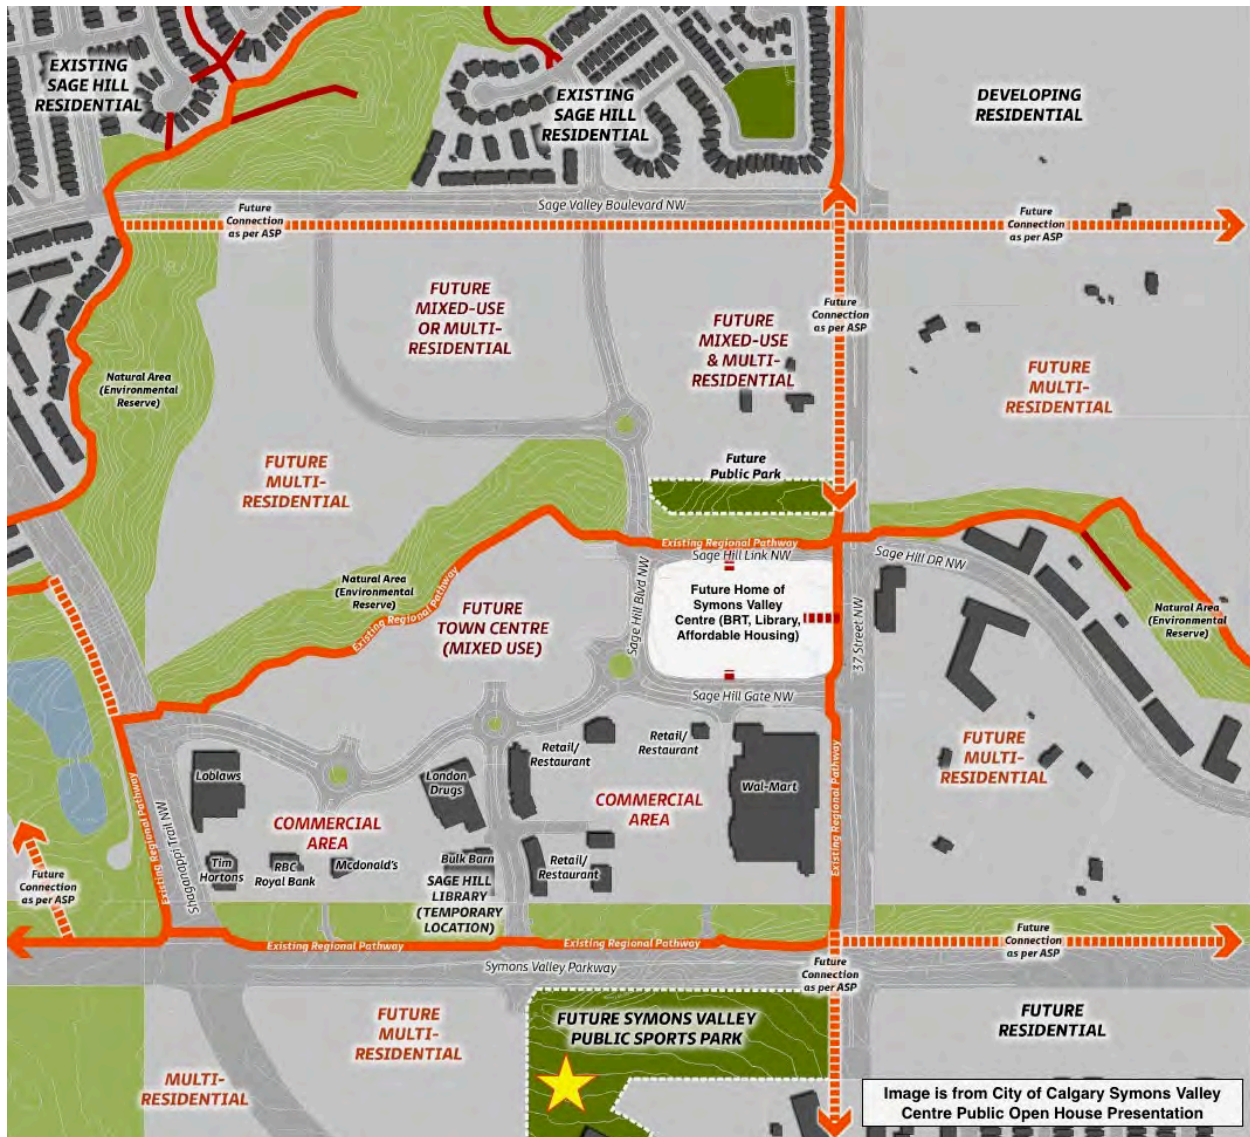 EXISTING
SAGE HILL
RESIDENTIAL
EXISTING
SAGE HILL
RESIDENTIAL
DEVELOPING
RESIDENTIAL
Future
Connection
as per ASP
Sage Valley Boulevard NW
Future
Connection
as per ASP
FUTURE
MIXED-USE
OR MULTI-
RESIDENTIAL
FUTURE
MIXED-USE
& MULTI-
RESIDENTIAL
Future
Connection
as per ASP
FUTURE
MULTI-
RESIDENTIAL
Natural Area
(Environmental
Reserve)
FUTURE
MULTI-
RESIDENTIAL
Future
Public Park
Existing Regional Pathway
Sage Hill Link NW
Sage Hill DR NW
Natural Area
(Environmental
Reserve)
Existing Regional Pathway
FUTURE
TOWN CENTRE
(MIXED USE)
Sage Hill Blvd NW
Future Home of
Symons Valley
Centre (BRT, Library,
Affordable Housing)
37 Street NW
Natural Area
(Environmental
Reserve)
Sage Hill Gate NW
Existing Regional Pathway
Shaganappi Trail NW
Loblaws
London
Drugs
Retail/
Restaurant
Retail/
Restaurant
Wal-Mart
Existing Regional Pathway
FUTURE
MULTI-
RESIDENTIAL
COMMERCIAL
AREA
COMMERCIAL
AREA
Tim
Hortons
RBC
Royal Bank
Mcdonald's
Bulk Barn
SAGE HILL
LIBRARY
(TEMPORARY
LOCATION)
Retail/
Restaurant
Future
Connection
as per ASP
Existing Regional Pathway
Existing Regional Pathway
Future
Connection
as per ASP
Symons Valley Parkway
Future
Connection
as per ASP
FUTURE
MULTI-
RESIDENTIAL
FUTURE SYMONS VALLEY
PUBLIC SPORTS PARK
FUTURE
RESIDENTIAL
MULTI-
RESIDENTIAL
Image is from City of Calgary Symons Valley
Centre Public Open House Presentation